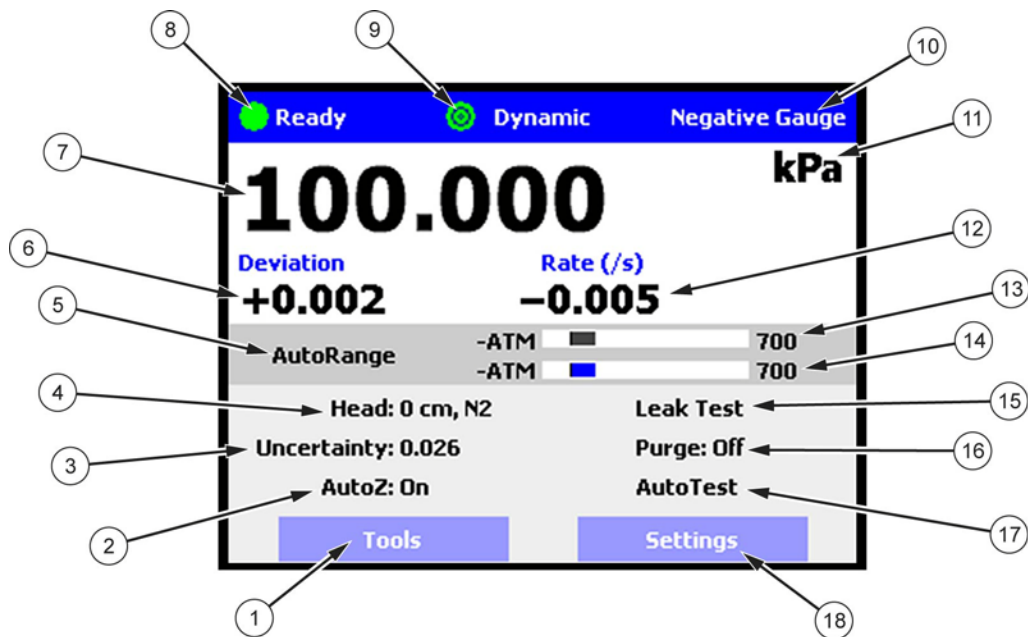 8 9 10
Ready Dynamic Negative Gauge
11
kPa
7
100.000
12
6
Deviation Rate (/s)
+0.002 −0.005
13
5
-ATM 700
AutoRange
14
-ATM 700
4
Head: 0 cm, N2 Leak Test
15
3
Uncertainty: 0.026 Purge: Off
16
AutoZ: On AutoTest
2
17
Tools Settings
1 18